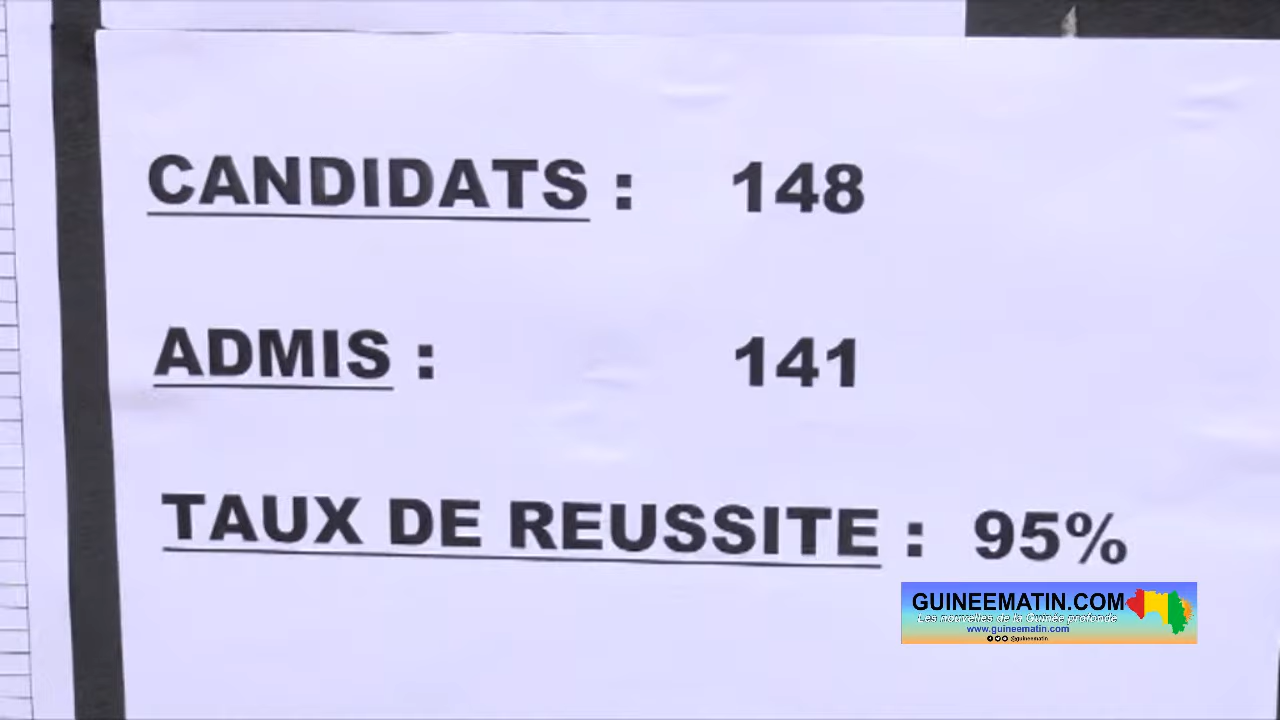 CANDIDATS : 148
ADMIS : 141
TAUX DE REUSSITE : 95%
GUINEEMATIN.COM
Les nouvelles de la Guinée profonde
www.guineematin.com
@guineematin